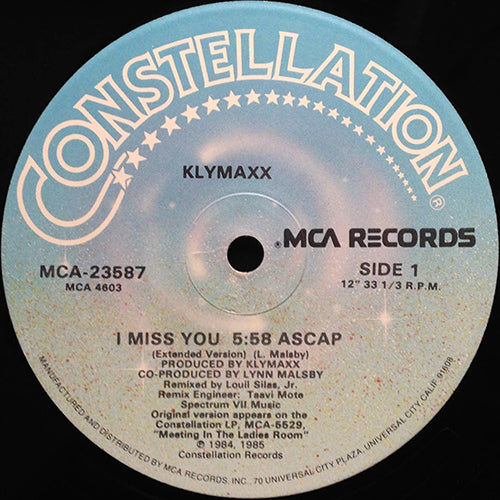 CONSTELLATION®
KLYMAXX
®MCA RECORDS
MCA-23587
MCA 4603
SIDE 1
12" 33 1/3 R.P.M.
I MISS YOU 5:58 ASCAP
(Extended Version) (L. Malsby)
PRODUCED BY KLYMAXX
CO-PRODUCED BY LYNN MALSBY
Remixed by Louil Silas, Jr.
Remix Engineer: Taavi Mote
Spectrum VII Music
Original version appears on the
Constellation LP, MCA-5529,
"Meeting In The Ladies Room"
℗ 1984, 1985
Constellation Records
MANUFACTURED AND DISTRIBUTED BY MCA RECORDS, INC., 70 UNIVERSAL CITY PLAZA, UNIVERSAL CITY, CALIF. 91608